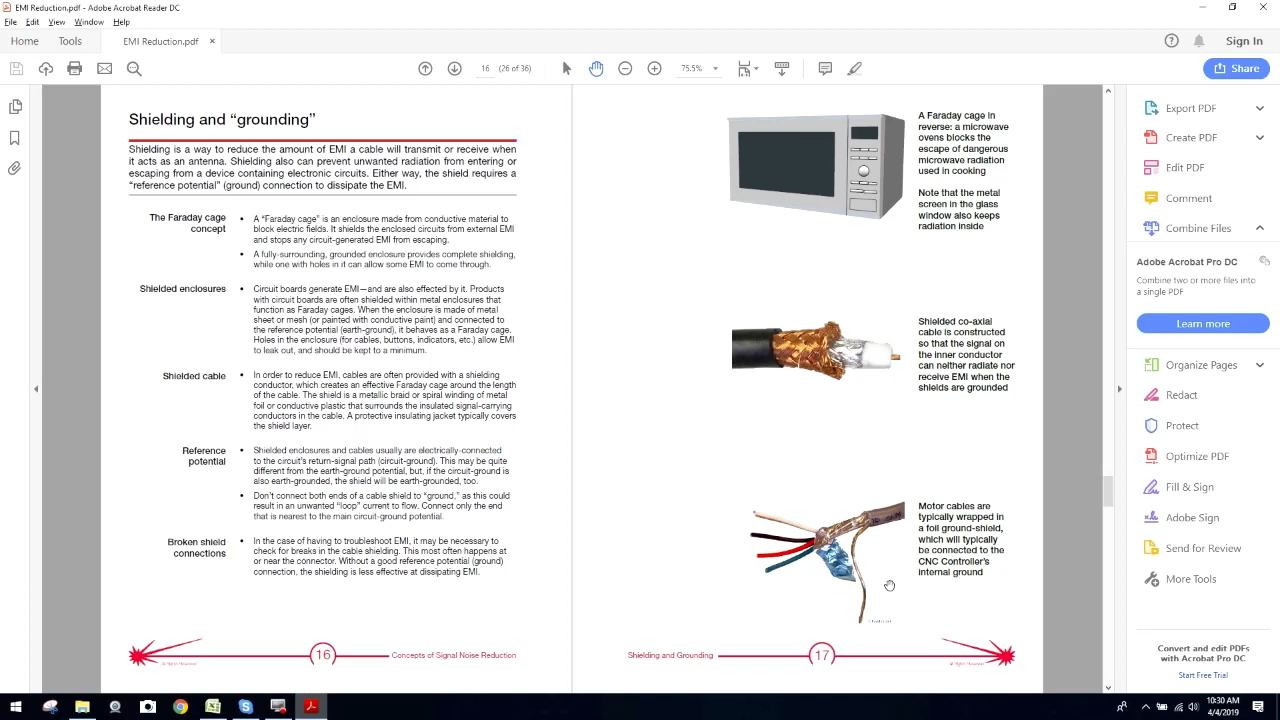 EMI Reduction.pdf - Adobe Acrobat Reader DC
File Edit View Window Help
Home Tools EMI Reduction.pdf × Sign In
16 (26 of 36) 75.5% Share
Shielding and “grounding”
Shielding is a way to reduce the amount of EMI a cable will transmit or receive when
it acts as an antenna. Shielding also can prevent unwanted radiation from entering or
escaping from a device containing electronic circuits. Either way, the shield requires a
“reference potential” (ground) connection to dissipate the EMI.
The Faraday cage
concept
• A “Faraday cage” is an enclosure made from conductive material to
block electric fields. It shields the enclosed circuits from external EMI
and stops any circuit-generated EMI from escaping.
• A fully-surrounding, grounded enclosure provides complete shielding,
while one with holes in it can allow some EMI to come through.
Shielded enclosures
• Circuit boards generate EMI—and are also effected by it. Products
with circuit boards are often shielded within metal enclosures that
function as Faraday cages. When the enclosure is made of metal
sheet or mesh (or painted with conductive paint) and connected to
the reference potential (earth-ground), it behaves as a Faraday cage.
Holes in the enclosure (for cables, buttons, indicators, etc.) allow EMI
to leak out, and should be kept to a minimum.
Shielded cable
• In order to reduce EMI, cables are often provided with a shielding
conductor, which creates an effective Faraday cage around the length
of the cable. The shield is a metallic braid or spiral winding of metal
foil or conductive plastic that surrounds the insulated signal-carrying
conductors in the cable. A protective insulating jacket typically covers
the shield layer.
Reference
potential
• Shielded enclosures and cables usually are electrically-connected
to the circuit's return-signal path (circuit-ground). This may be quite
different from the earth-ground potential, but, if the circuit-ground is
also earth-grounded, the shield will be earth-grounded, too.
• Don't connect both ends of a cable shield to “ground,” as this could
result in an unwanted “loop” current to flow. Connect only the end
that is nearest to the main circuit-ground potential.
Broken shield
connections
• In the case of having to troubleshoot EMI, it may be necessary to
check for breaks in the cable shielding. This most often happens at
or near the connector. Without a good reference potential (ground)
connection, the shielding is less effective at dissipating EMI.
16 Concepts of Signal Noise Reduction
A Faraday cage in
reverse: a microwave
ovens blocks the
escape of dangerous
microwave radiation
used in cooking
Note that the metal
screen in the glass
window also keeps
radiation inside
Shielded co-axial
cable is constructed
so that the signal on
the inner conductor
can neither radiate nor
receive EMI when the
shields are grounded
Motor cables are
typically wrapped in
a foil ground-shield,
which will typically
be connected to the
CNC Controller's
internal ground
Shielding and Grounding 17
Export PDF
Create PDF
Edit PDF
Comment
Combine Files
Adobe Acrobat Pro DC
Combine two or more files into
a single PDF
Learn more
Organize Pages
Redact
Protect
Optimize PDF
Fill & Sign
Adobe Sign
Send for Review
More Tools
Convert and edit PDFs
with Acrobat Pro DC
Start Free Trial
10:30 AM
4/4/2019